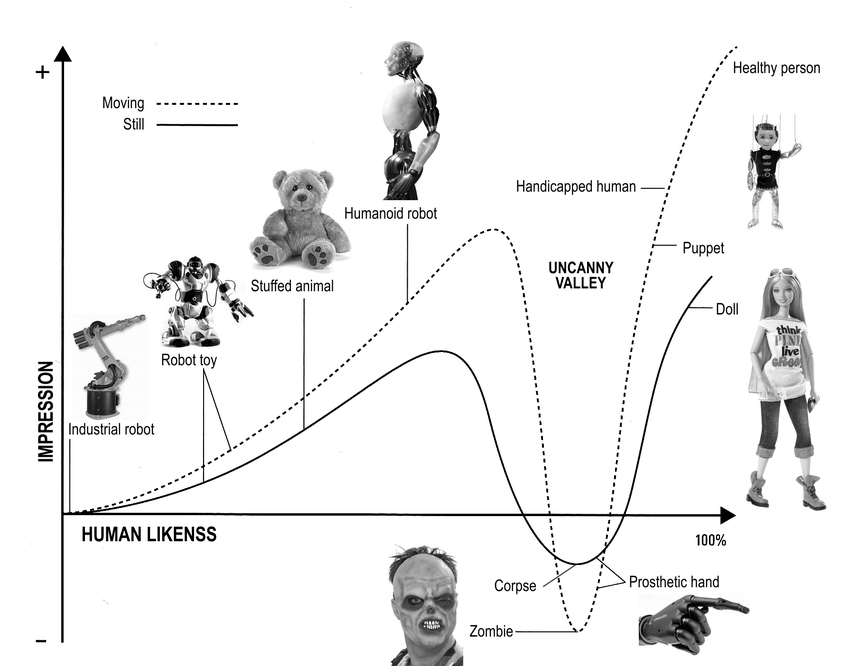 +
Healthy person
Moving
Still
Handicapped human
Humanoid robot
Puppet
UNCANNY
VALLEY
Stuffed animal
Doll
think
PINK
live
GREEN
Robot toy
IMPRESSION
Industrial robot
HUMAN LIKENSS
100%
Corpse
Prosthetic hand
Zombie
–